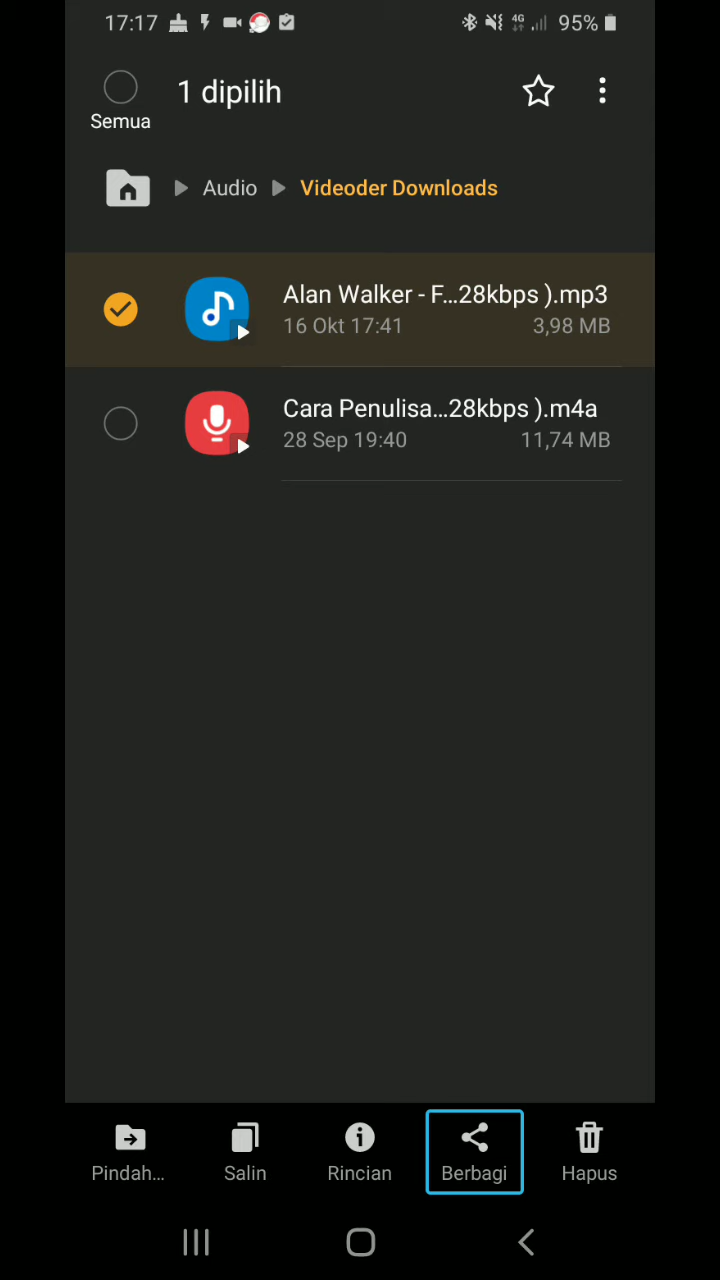 17:17 4G 95%
1 dipilih
Semua
Audio Videoder Downloads
Alan Walker - F...28kbps ).mp3
16 Okt 17:41 3,98 MB
Cara Penulisa...28kbps ).m4a
28 Sep 19:40 11,74 MB
Pindah... Salin Rincian Berbagi Hapus